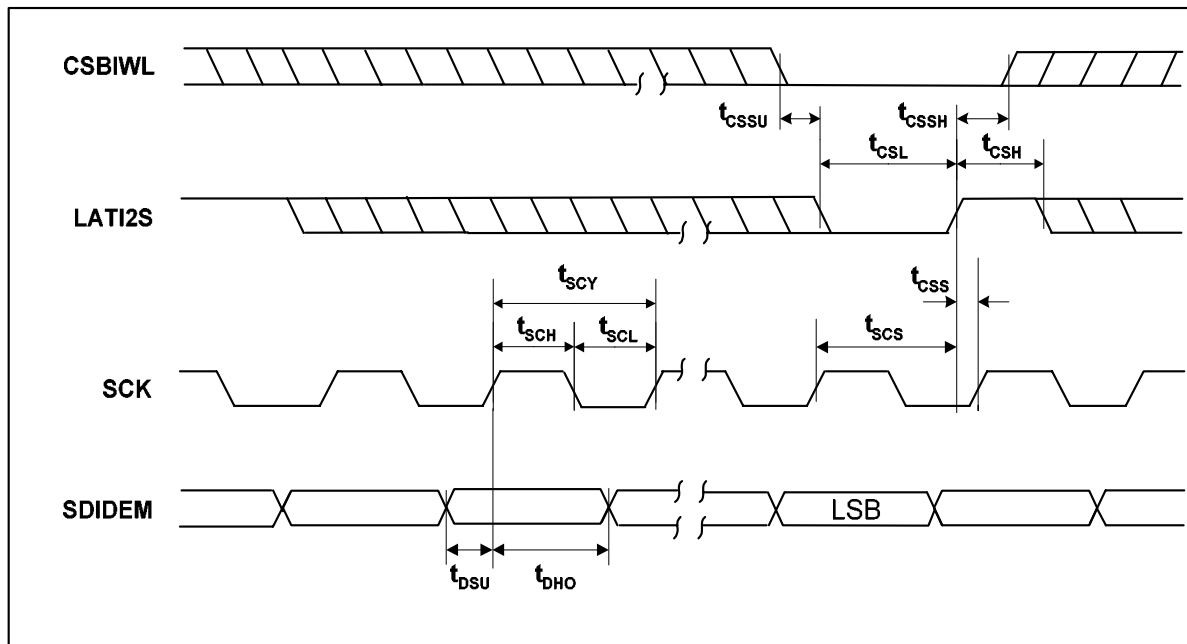 CSBIWL
tCSSU
tCSSH
tCSL
tCSH
LATI2S
tCSS
tSCY
tSCH
tSCL
tSCS
SCK
SDIDEM
LSB
tDSU
tDHO